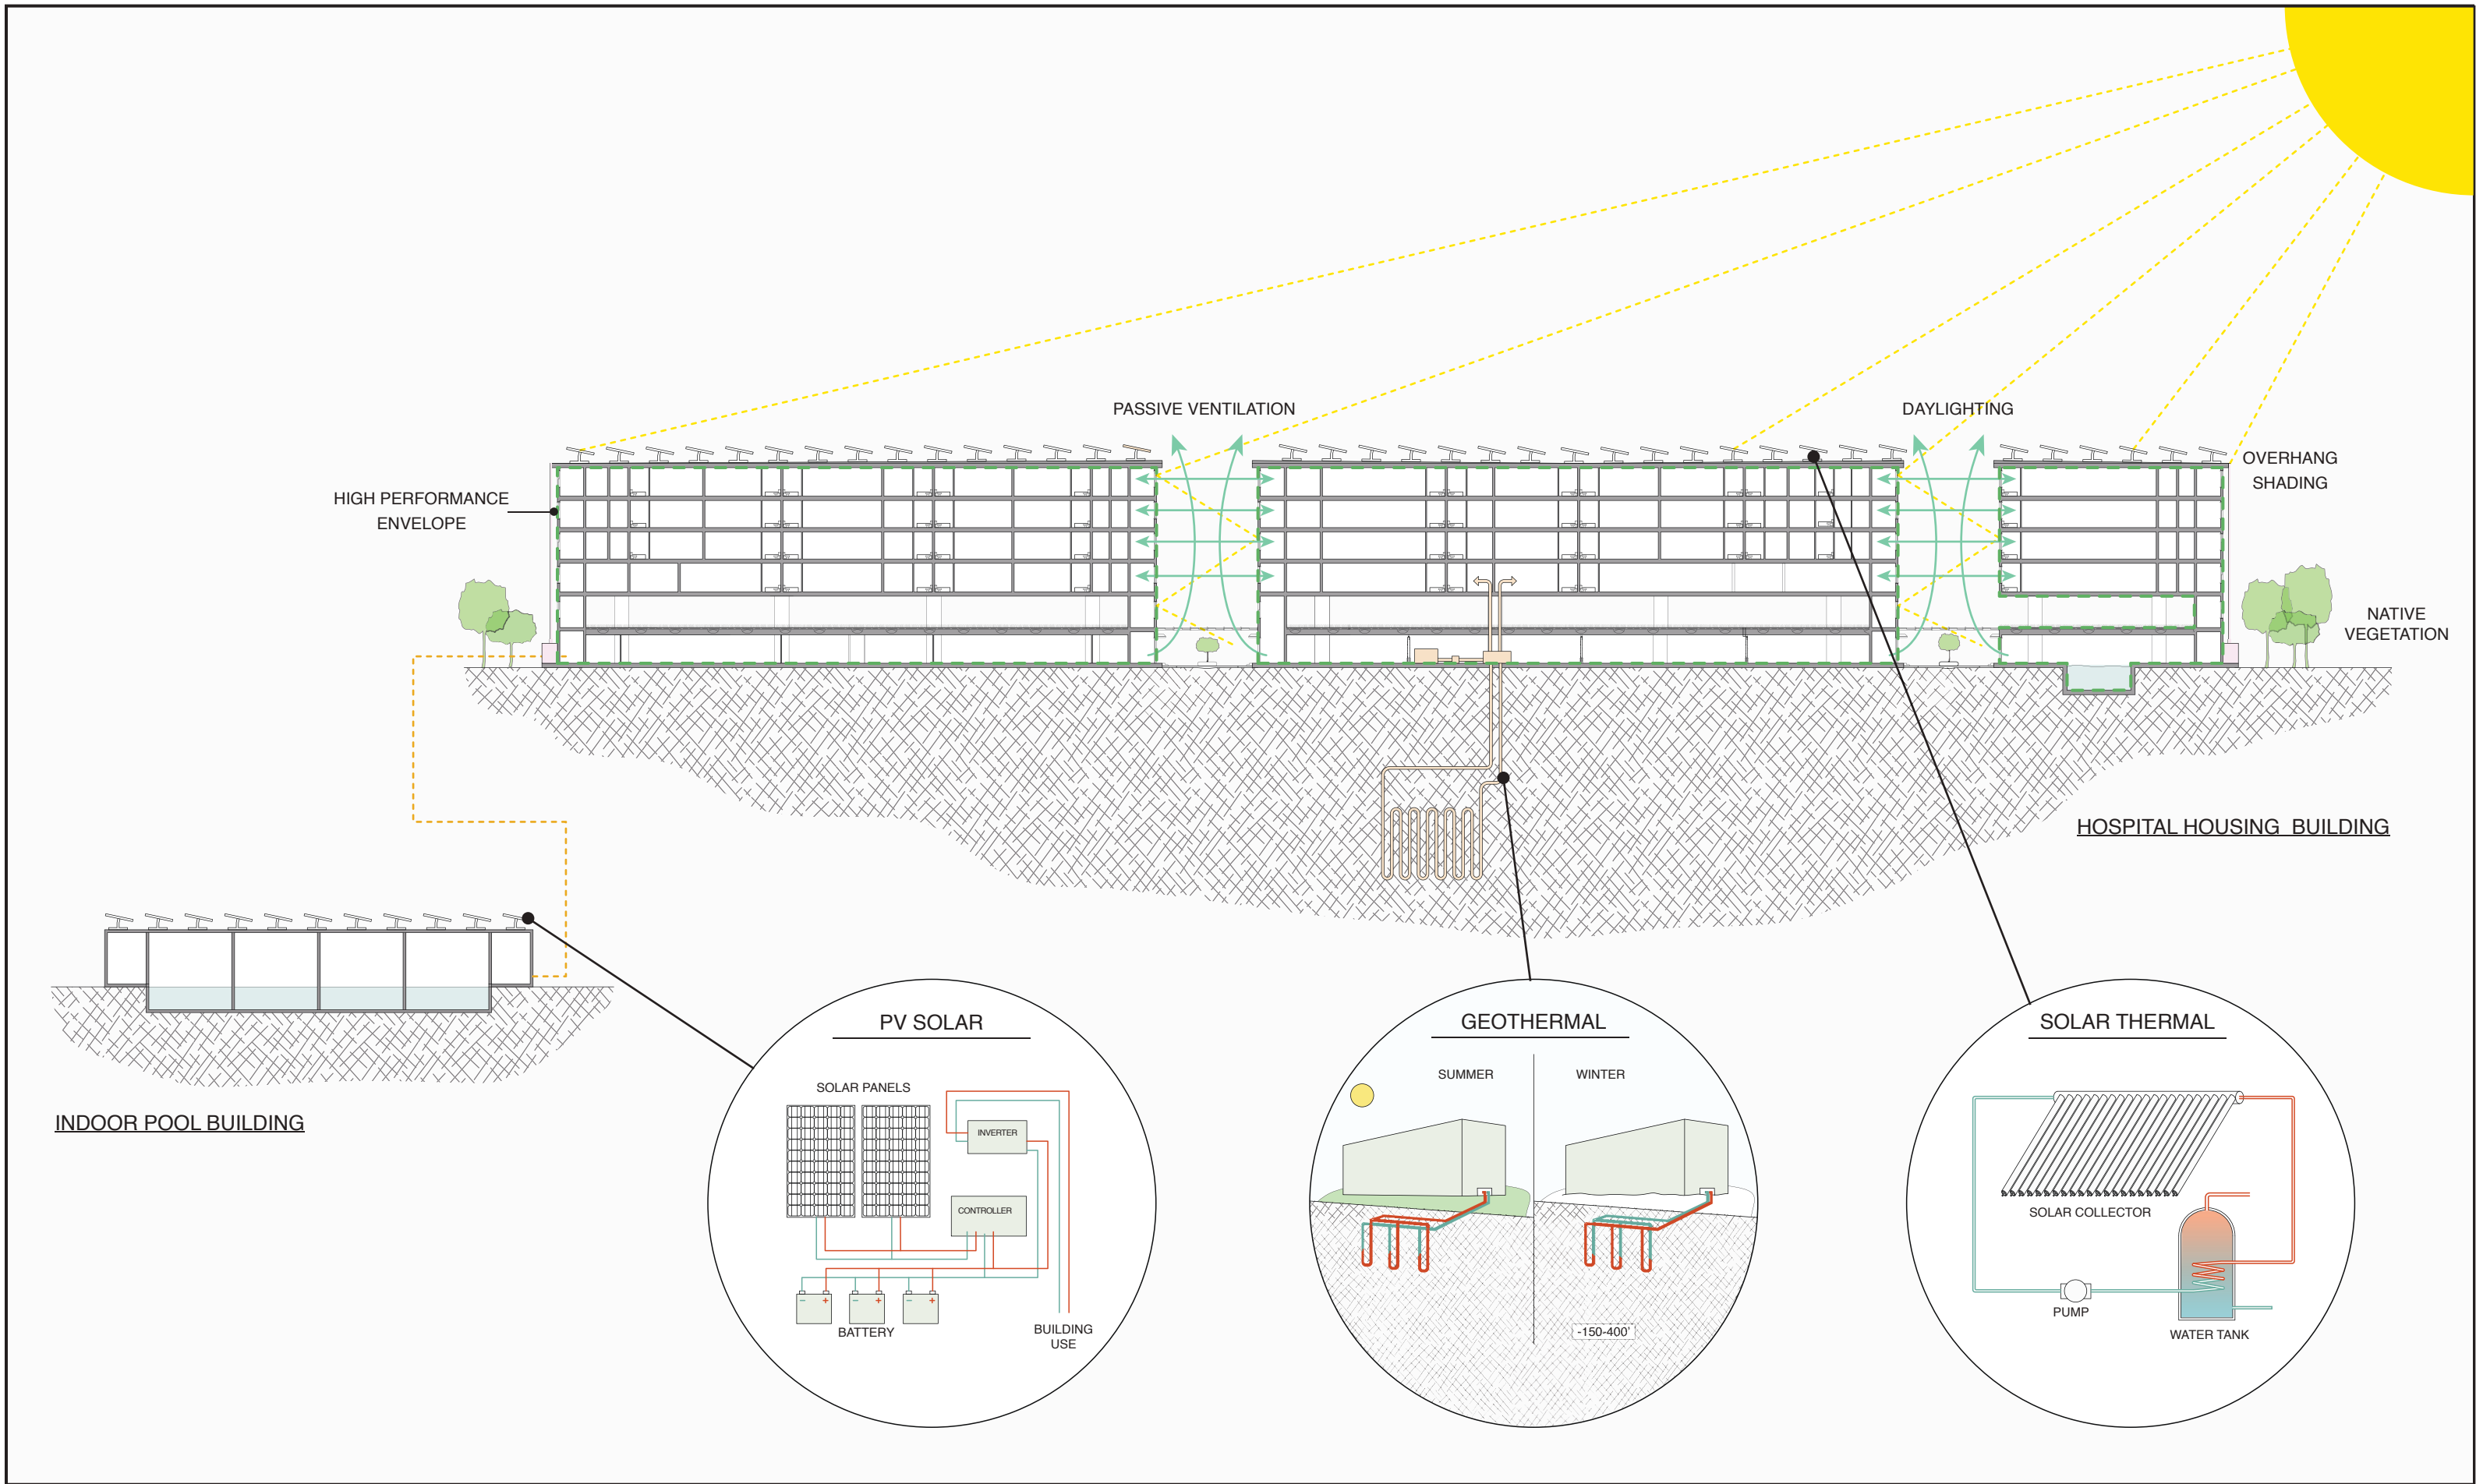 PASSIVE VENTILATION
DAYLIGHTING
OVERHANG
SHADING
HIGH PERFORMANCE
ENVELOPE
NATIVE
VEGETATION
HOSPITAL HOUSING BUILDING
INDOOR POOL BUILDING
PV SOLAR
SOLAR PANELS
INVERTER
CONTROLLER
BATTERY
BUILDING
USE
GEOTHERMAL
SUMMER
WINTER
-150-400'
SOLAR THERMAL
SOLAR COLLECTOR
PUMP
WATER TANK